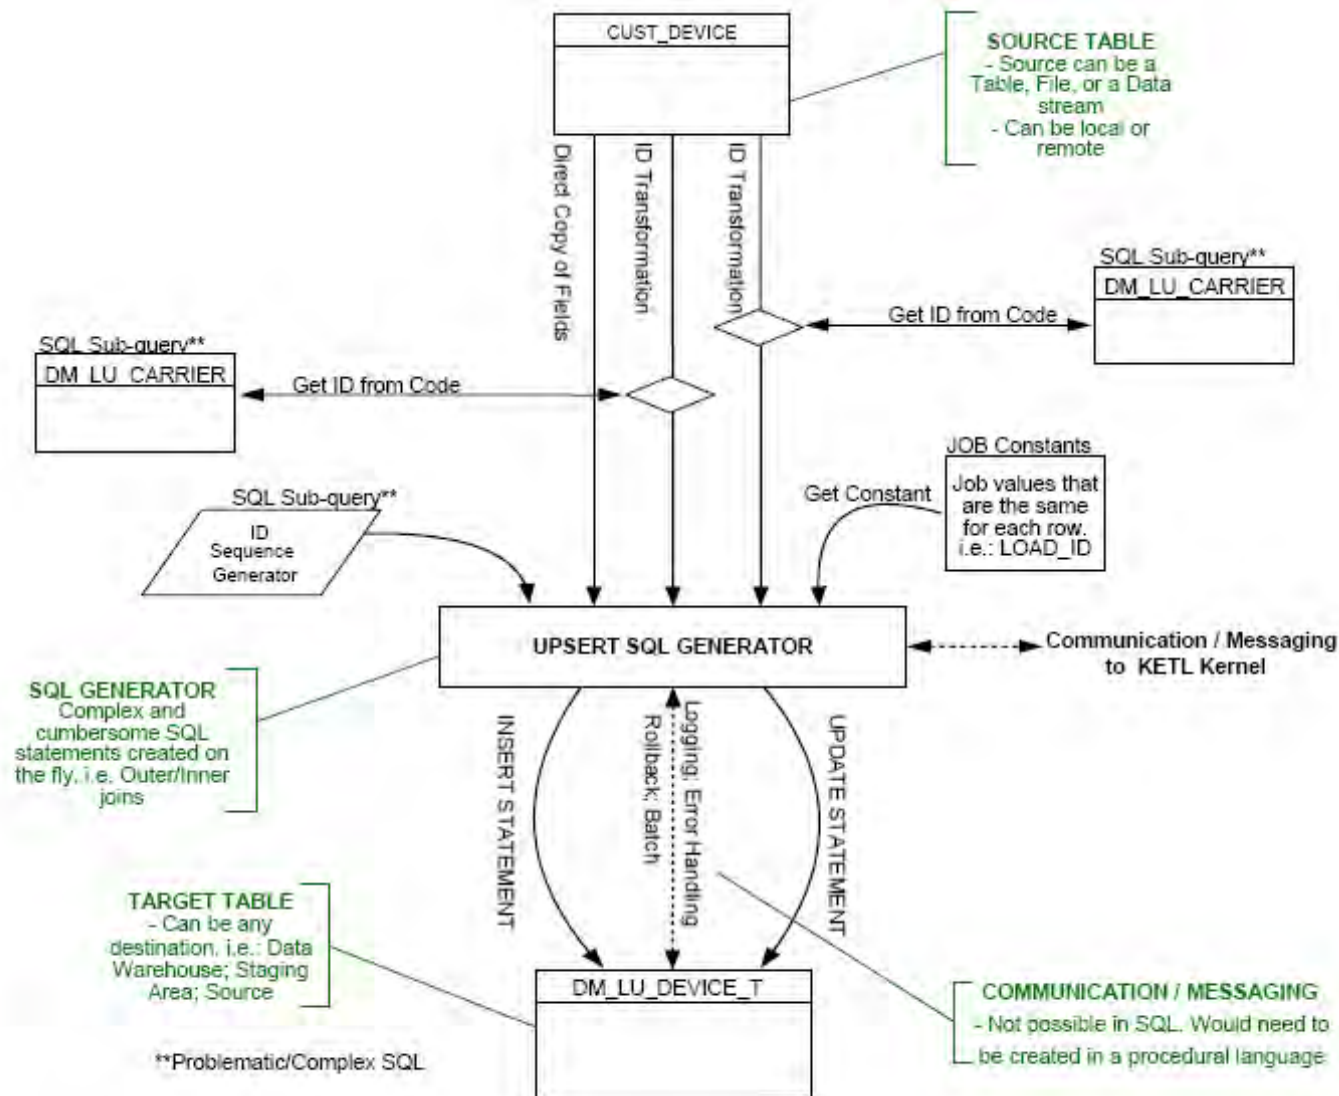 CUST_DEVICE
SOURCE TABLE
- Source can be a
Table, File, or a Data
stream
- Can be local or
remote
Direct Copy of Fields
ID Transformation
ID Transformation
SQL Sub-query**
DM_LU_CARRIER
Get ID from Code
SQL Sub-query**
DM_LU_CARRIER
Get ID from Code
JOB Constants
Job values that
are the same
for each row.
i.e.: LOAD_ID
Get Constant
SQL Sub-query**
ID
Sequence
Generator
UPSERT SQL GENERATOR
Communication / Messaging
to KETL Kernel
SQL GENERATOR
Complex and
cumbersome SQL
statements created on
the fly. i.e. Outer/Inner
joins
INSERT STATEMENT
Logging; Error Handling
Rollback; Batch
UPDATE STATEMENT
TARGET TABLE
- Can be any
destination. i.e.: Data
Warehouse; Staging
Area; Source
DM_LU_DEVICE_T
COMMUNICATION / MESSAGING
- Not possible in SQL. Would need to
be created in a procedural language
**Problematic/Complex SQL